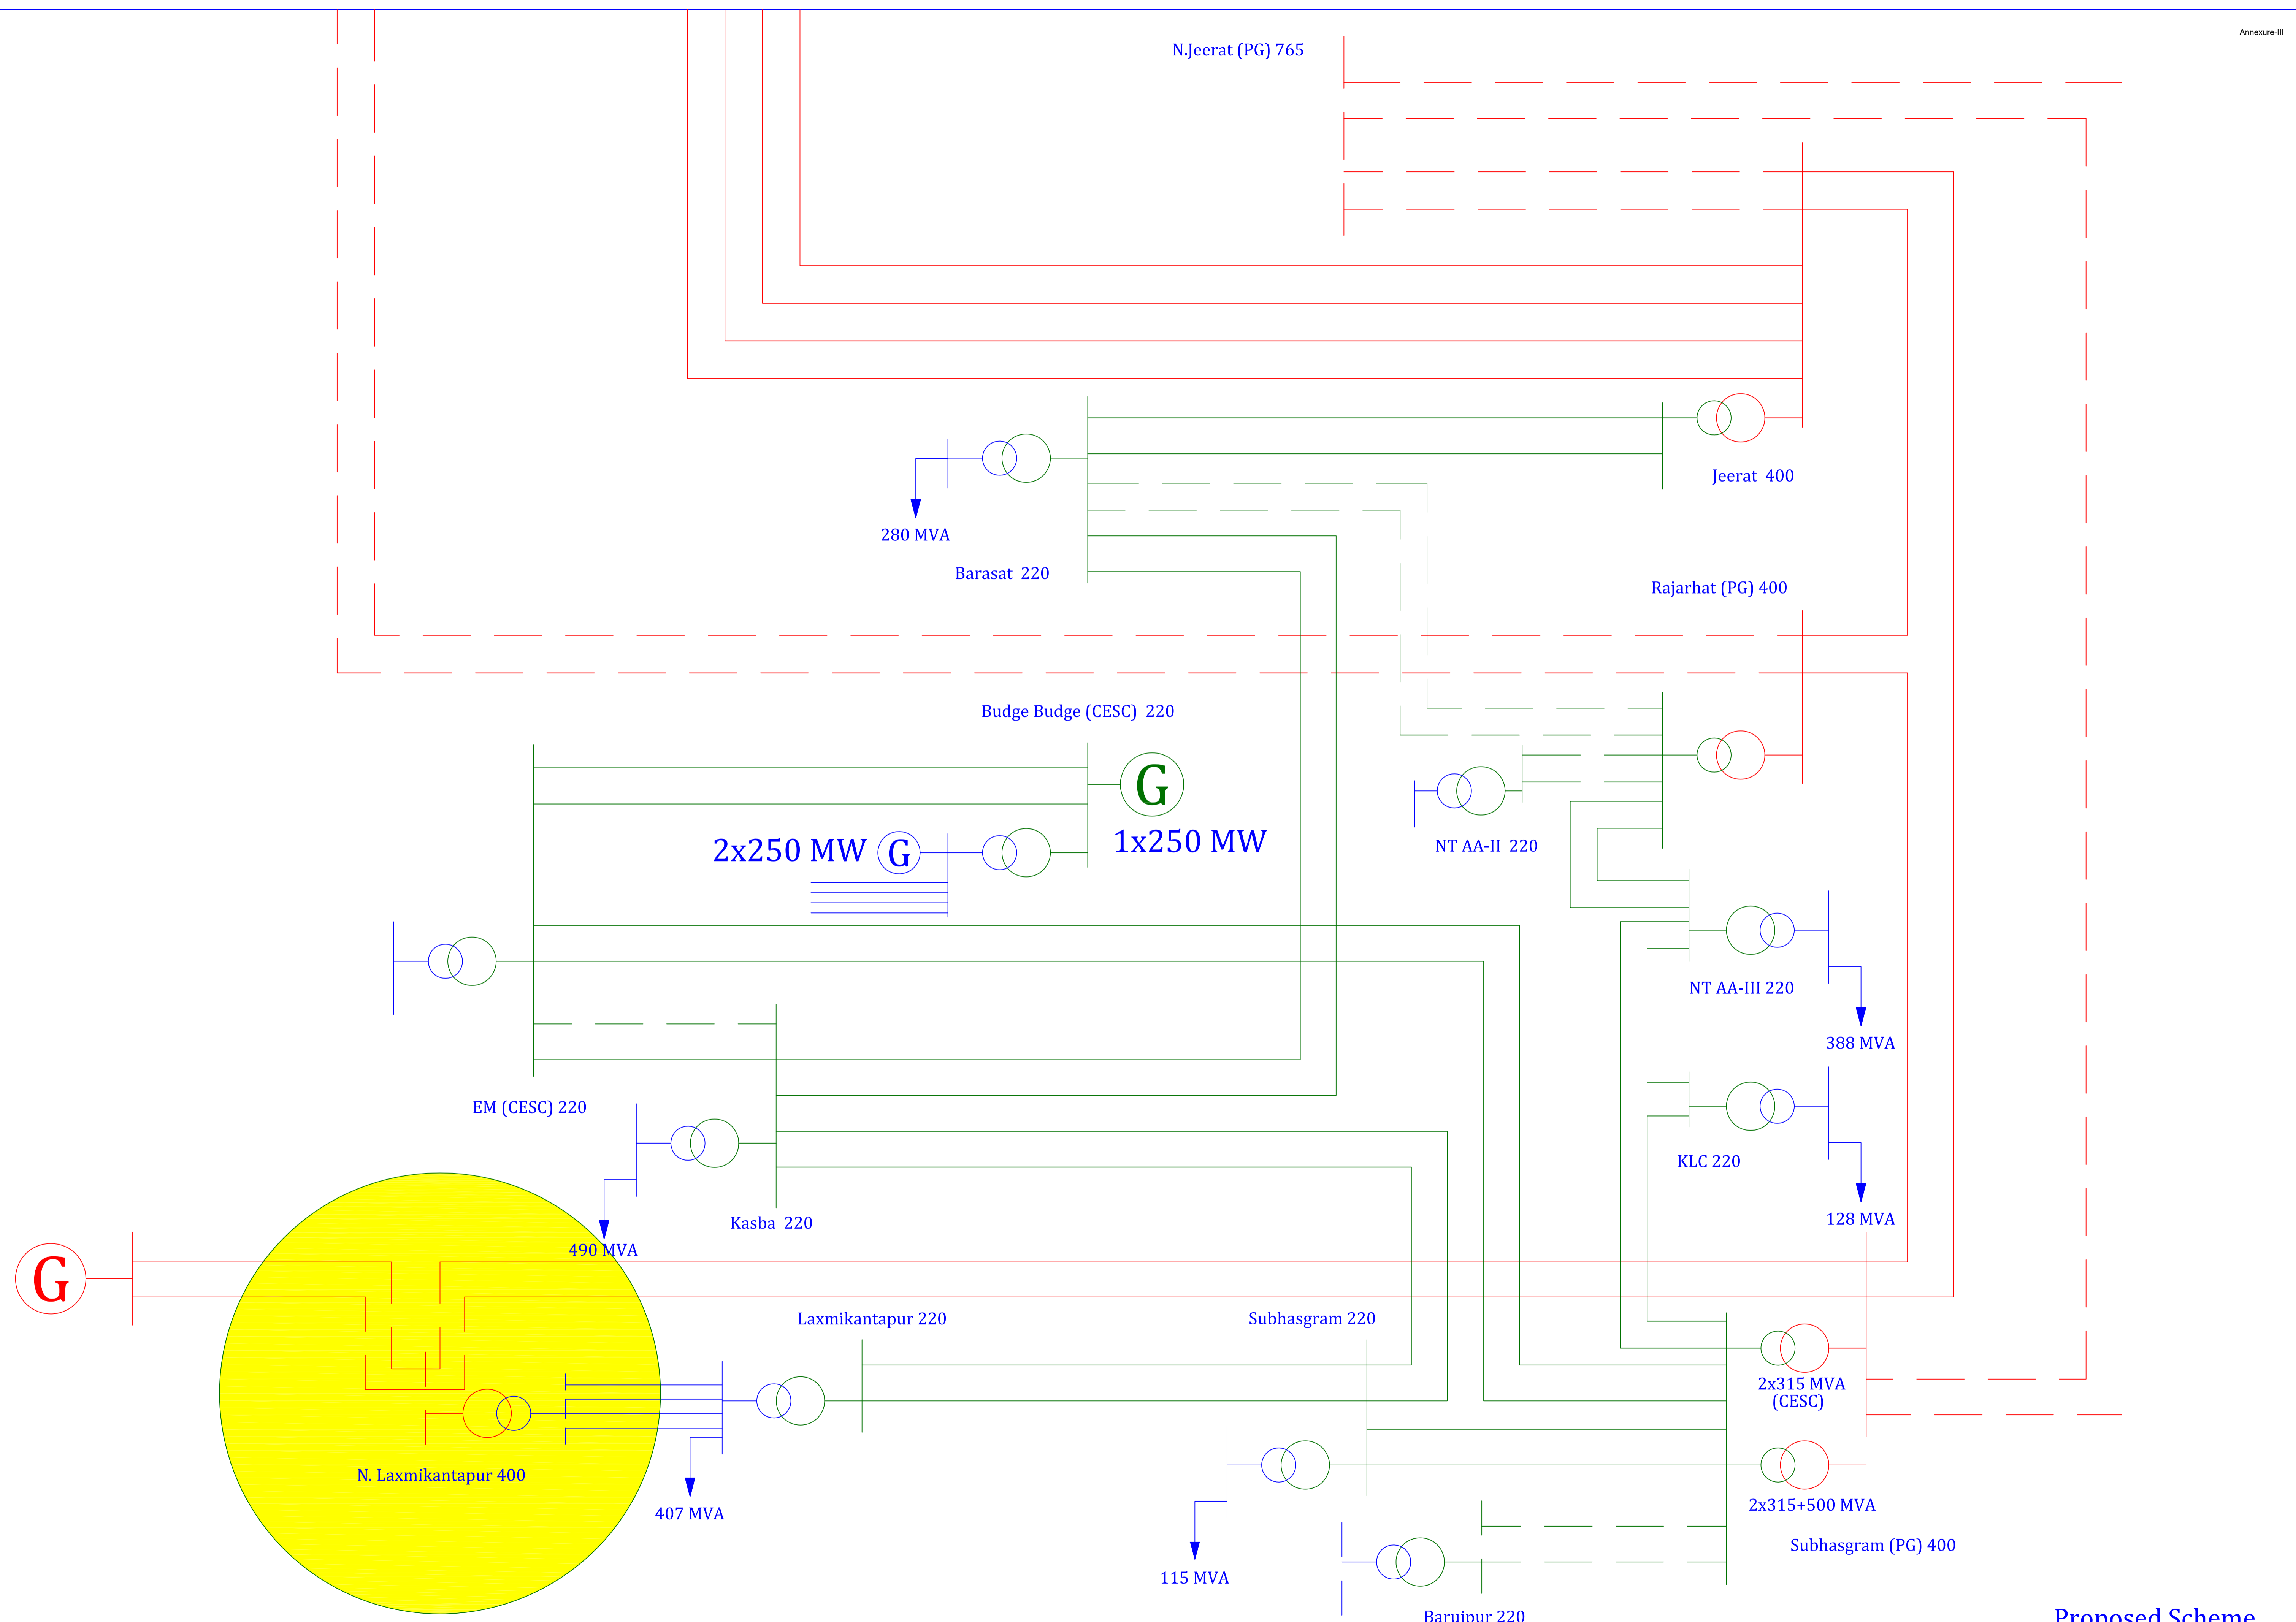 Annexure-III
N.Jeerat (PG) 765
Jeerat  400
280 MVA
Barasat  220
Rajarhat (PG) 400
Budge Budge (CESC)  220
G
2x250 MW
G
1x250 MW
NT AA-II  220
NT AA-III 220
388 MVA
EM (CESC) 220
KLC 220
Kasba  220
128 MVA
490 MVA
G
Laxmikantapur 220
Subhasgram 220
2x315 MVA
(CESC)
N. Laxmikantapur 400
407 MVA
2x315+500 MVA
Subhasgram (PG) 400
115 MVA
Baruipur 220
Proposed Scheme